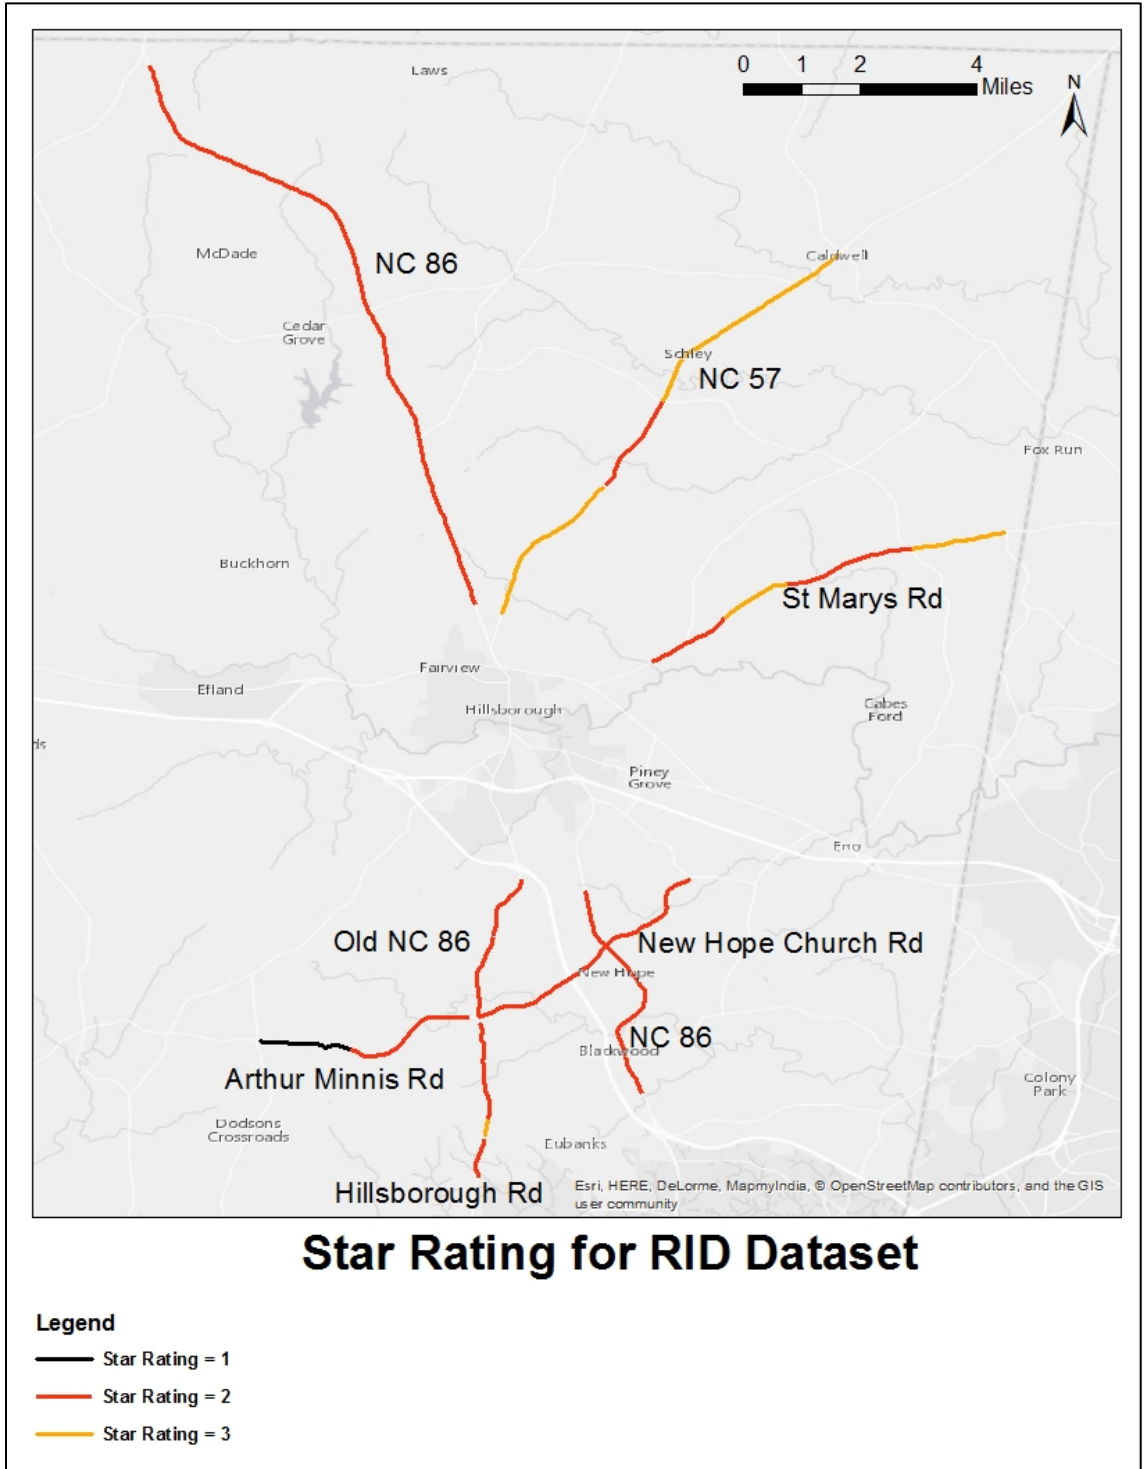 0 1 2 4
Miles
N
Laws
McDade
NC 86
Caldwell
Cedar
Grove
Schley
NC 57
Fox Run
Buckhorn
St Marys Rd
Fairview
Efland
Hillsborough
Cabes
Ford
ds
Piney
Grove
Eno
Old NC 86
New Hope Church Rd
New Hope
NC 86
Blackwood
Arthur Minnis Rd
Colony
Park
Dodsons
Crossroads
Eubanks
Hillsborough Rd
Esri, HERE, DeLorme, MapmyIndia, © OpenStreetMap contributors, and the GIS
user community
Star Rating for RID Dataset
Legend
Star Rating = 1
Star Rating = 2
Star Rating = 3